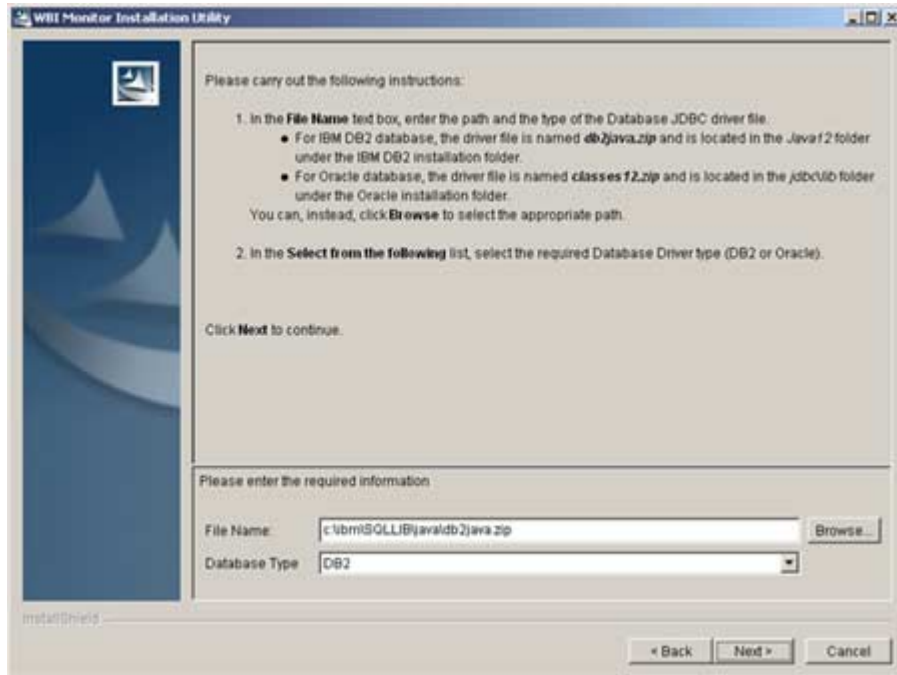 WBI Monitor Installation Utility
Please carry out the following instructions:
1. In the File Name text box, enter the path and the type of the Database JDBC driver file.
● For IBM DB2 database, the driver file is named db2java.zip and is located in the Java12 folder
under the IBM DB2 installation folder.
● For Oracle database, the driver file is named classes12.zip and is located in the jdbc\lib folder
under the Oracle installation folder.
You can, instead, click Browse to select the appropriate path.
2. In the Select from the following list, select the required Database Driver type (DB2 or Oracle).
Click Next to continue.
Please enter the required information
File Name: c:\ibm\SQLLIB\java\db2java.zip Browse...
Database Type DB2
InstallShield
< Back Next > Cancel